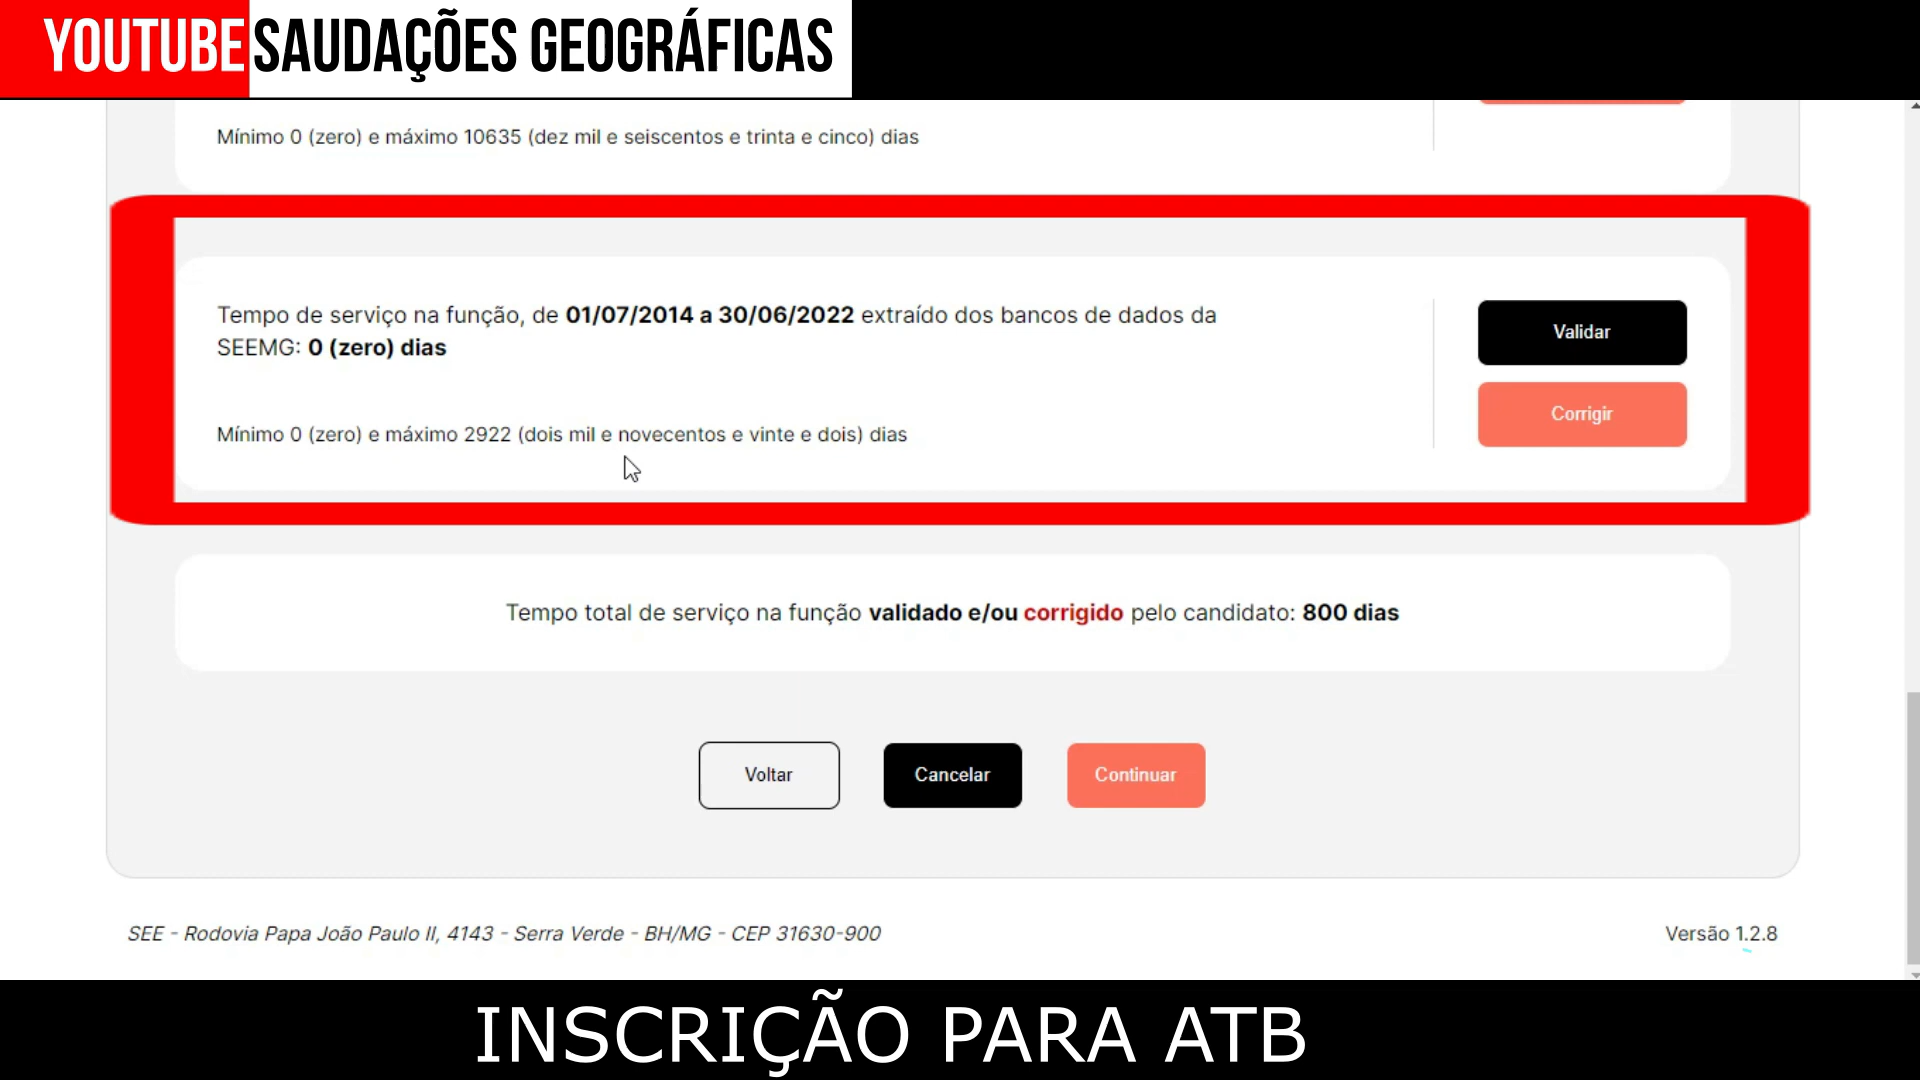 YOUTUBE SAUDAÇÕES GEOGRÁFICAS
Mínimo 0 (zero) e máximo 10635 (dez mil e seiscentos e trinta e cinco) dias
Tempo de serviço na função, de 01/07/2014 a 30/06/2022 extraído dos bancos de dados da
SEEMG: 0 (zero) dias
Validar
Corrigir
Mínimo 0 (zero) e máximo 2922 (dois mil e novecentos e vinte e dois) dias
Tempo total de serviço na função validado e/ou corrigido pelo candidato: 800 dias
Voltar
Cancelar
Continuar
SEE - Rodovia Papa João Paulo II, 4143 - Serra Verde - BH/MG - CEP 31630-900
Versão 1.2.8
INSCRIÇÃO PARA ATB